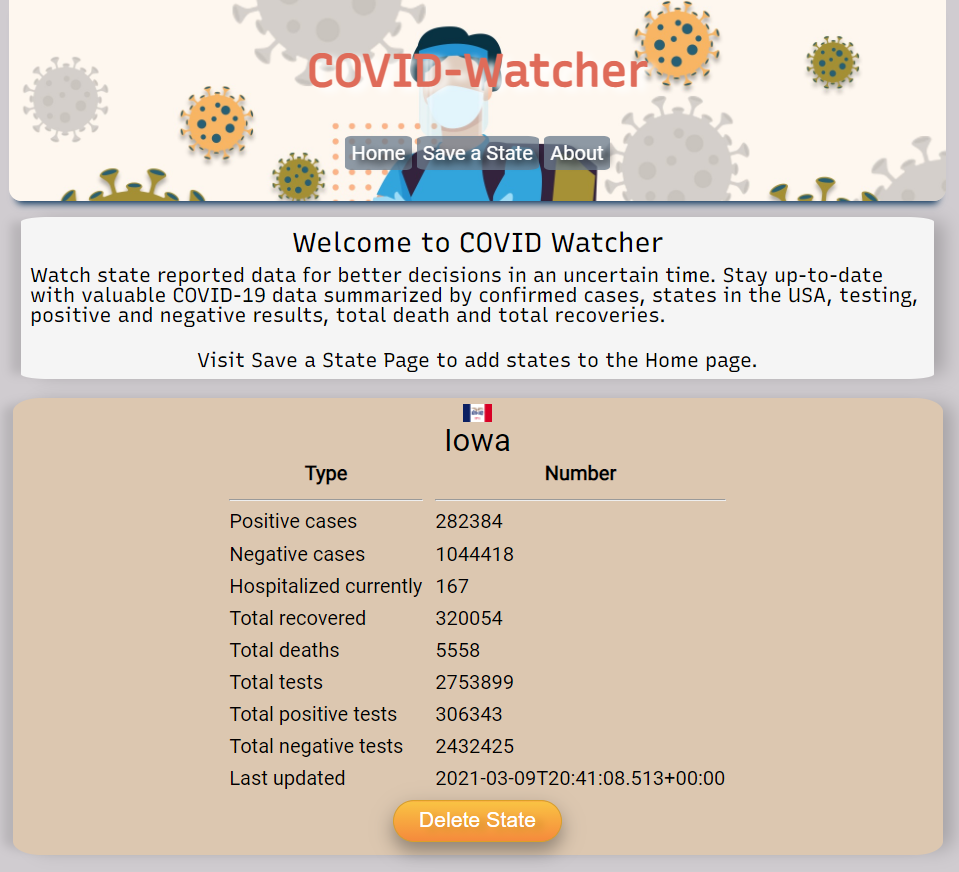 COVID-Watcher
Home Save a State About
Welcome to COVID Watcher
Watch state reported data for better decisions in an uncertain time. Stay up-to-date
with valuable COVID-19 data summarized by confirmed cases, states in the USA, testing,
positive and negative results, total death and total recoveries.
Visit Save a State Page to add states to the Home page.
Iowa
Type Number
Positive cases 282384
Negative cases 1044418
Hospitalized currently 167
Total recovered 320054
Total deaths 5558
Total tests 2753899
Total positive tests 306343
Total negative tests 2432425
Last updated 2021-03-09T20:41:08.513+00:00
Delete State